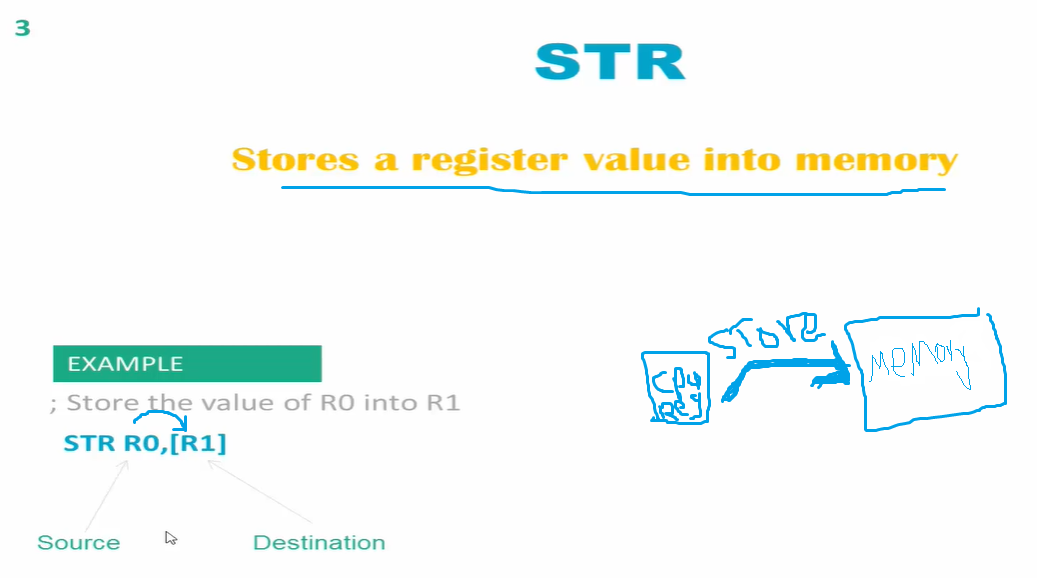 3
STR
Stores a register value into memory
store
memory
CPU
Reg
EXAMPLE
; Store the value of R0 into R1
STR R0,[R1]
Source
Destination